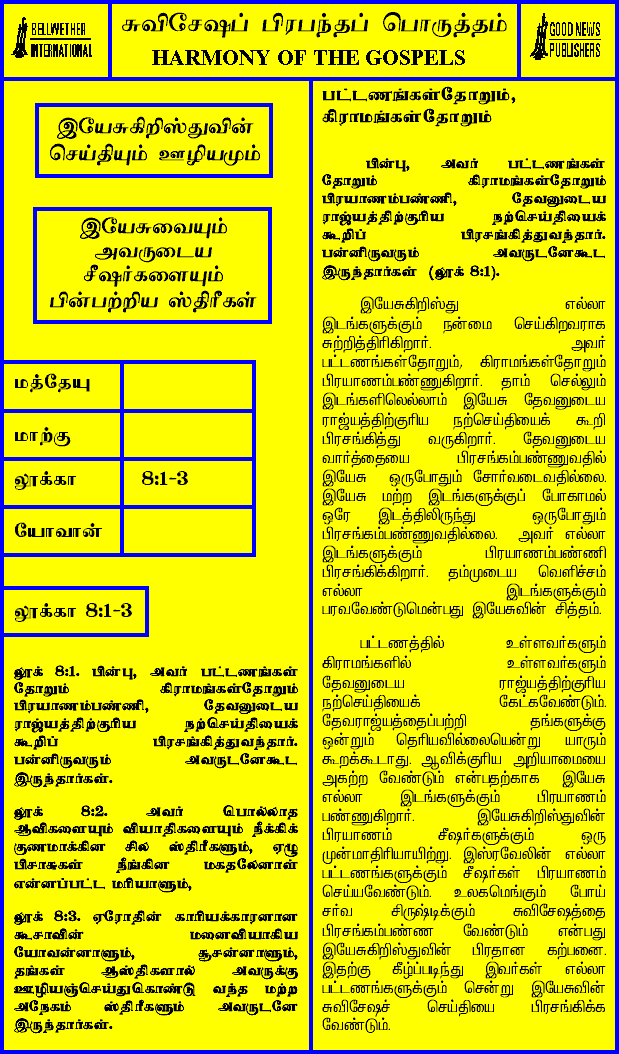 BELLWETHER
INTERNATIONAL
சுவிசேஷப் பிரபந்தப் பொருத்தம்
HARMONY OF THE GOSPELS
GOOD NEWS
PUBLISHERS
இயேசுகிறிஸ்துவின்
செய்தியும் ஊழியமும்
இயேசுவையும்
அவருடைய
சீஷர்களையும்
பின்பற்றிய ஸ்திரீகள்
மத்தேயு
மாற்கு
லூக்கா 8:1-3
யோவான்
லூக்கா 8:1-3
லூக் 8:1. பின்பு, அவர் பட்டணங்கள்
தோறும் கிராமங்கள்தோறும்
பிரயாணம்பண்ணி, தேவனுடைய
ராஜ்யத்திற்குரிய நற்செய்தியைக்
கூறிப் பிரசங்கித்துவந்தார்.
பன்னிருவரும் அவருடனேகூட
இருந்தார்கள்.
லூக் 8:2. அவர் பொல்லாத
ஆவிகளையும் வியாதிகளையும் நீக்கிக்
குணமாக்கின சில ஸ்திரீகளும், ஏழு
பிசாசுகள் நீங்கின மகதலேனாள்
என்னப்பட்ட மரியாளும்,
லூக் 8:3. ஏரோதின் காரியக்காரனான
கூசாவின் மனைவியாகிய
யோவன்னாளும், சூசன்னாளும்,
தங்கள் ஆஸ்திகளால் அவருக்கு
ஊழியஞ்செய்துகொண்டு வந்த மற்ற
அநேகம் ஸ்திரீகளும் அவருடனே
இருந்தார்கள்.
பட்டணங்கள்தோறும்,
கிராமங்கள்தோறும்
பின்பு, அவர் பட்டணங்கள்
தோறும் கிராமங்கள்தோறும்
பிரயாணம்பண்ணி, தேவனுடைய
ராஜ்யத்திற்குரிய நற்செய்தியைக்
கூறிப் பிரசங்கித்துவந்தார்.
பன்னிருவரும் அவருடனேகூட
இருந்தார்கள் (லூக் 8:1).
இயேசுகிறிஸ்து எல்லா
இடங்களுக்கும் நன்மை செய்கிறவராக
சுற்றித்திரிகிறார். அவர்
பட்டணங்கள்தோறும், கிராமங்கள்தோறும்
பிரயாணம்பண்ணுகிறார். தாம் செல்லும்
இடங்களிலெல்லாம் இயேசு தேவனுடைய
ராஜ்யத்திற்குரிய நற்செய்தியைக் கூறி
பிரசங்கித்து வருகிறார். தேவனுடைய
வார்த்தையை பிரசங்கம்பண்ணுவதில்
இயேசு ஒருபோதும் சோர்வடைவதில்லை.
இயேசு மற்ற இடங்களுக்குப் போகாமல்
ஒரே இடத்திலிருந்து ஒருபோதும்
பிரசங்கம்பண்ணுவதில்லை. அவர் எல்லா
இடங்களுக்கும் பிரயாணம்பண்ணி
பிரசங்கிக்கிறார். தம்முடைய வெளிச்சம்
எல்லா இடங்களுக்கும்
பரவவேண்டுமென்பது இயேசுவின் சித்தம்.
பட்டணத்தில் உள்ளவர்களும்
கிராமங்களில் உள்ளவர்களும்
தேவனுடைய ராஜ்யத்திற்குரிய
நற்செய்தியைக் கேட்கவேண்டும்.
தேவராஜ்யத்தைப்பற்றி தங்களுக்கு
ஒன்றும் தெரியவில்லையென்று யாரும்
கூறக்கூடாது. ஆவிக்குரிய அறியாமையை
அகற்ற வேண்டும் என்பதற்காக இயேசு
எல்லா இடங்களுக்கும் பிரயாணம்
பண்ணுகிறார். இயேசுகிறிஸ்துவின்
பிரயாணம் சீஷர்களுக்கும் ஒரு
முன்மாதிரியாயிற்று. இஸ்ரவேலின் எல்லா
பட்டணங்களுக்கும் சீஷர்கள் பிரயாணம்
செய்யவேண்டும். உலகமெங்கும் போய்
சர்வ சிருஷ்டிக்கும் சுவிசேஷத்தை
பிரசங்கம்பண்ண வேண்டும் என்பது
இயேசுகிறிஸ்துவின் பிரதான கற்பனை.
இதற்கு கீழ்ப்படிந்து இவர்கள் எல்லா
பட்டணங்களுக்கும் சென்று இயேசுவின்
சுவிசேஷச் செய்தியை பிரசங்கிக்க
வேண்டும்.